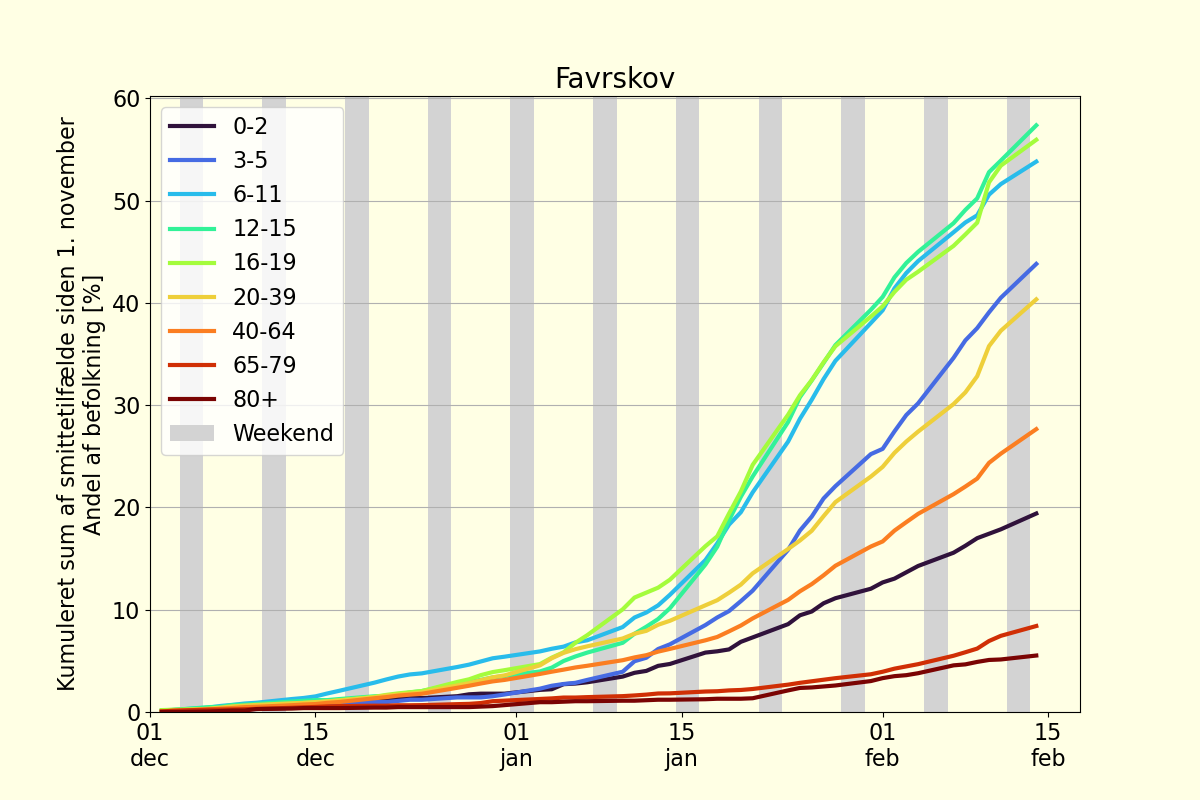 Favrskov
Kumuleret sum af smittetilfælde siden 1. november
Andel af befolkning [%]
60
50
40
30
20
10
0
0-2
3-5
6-11
12-15
16-19
20-39
40-64
65-79
80+
Weekend
01 15 01 15 01 15
dec dec jan jan feb feb